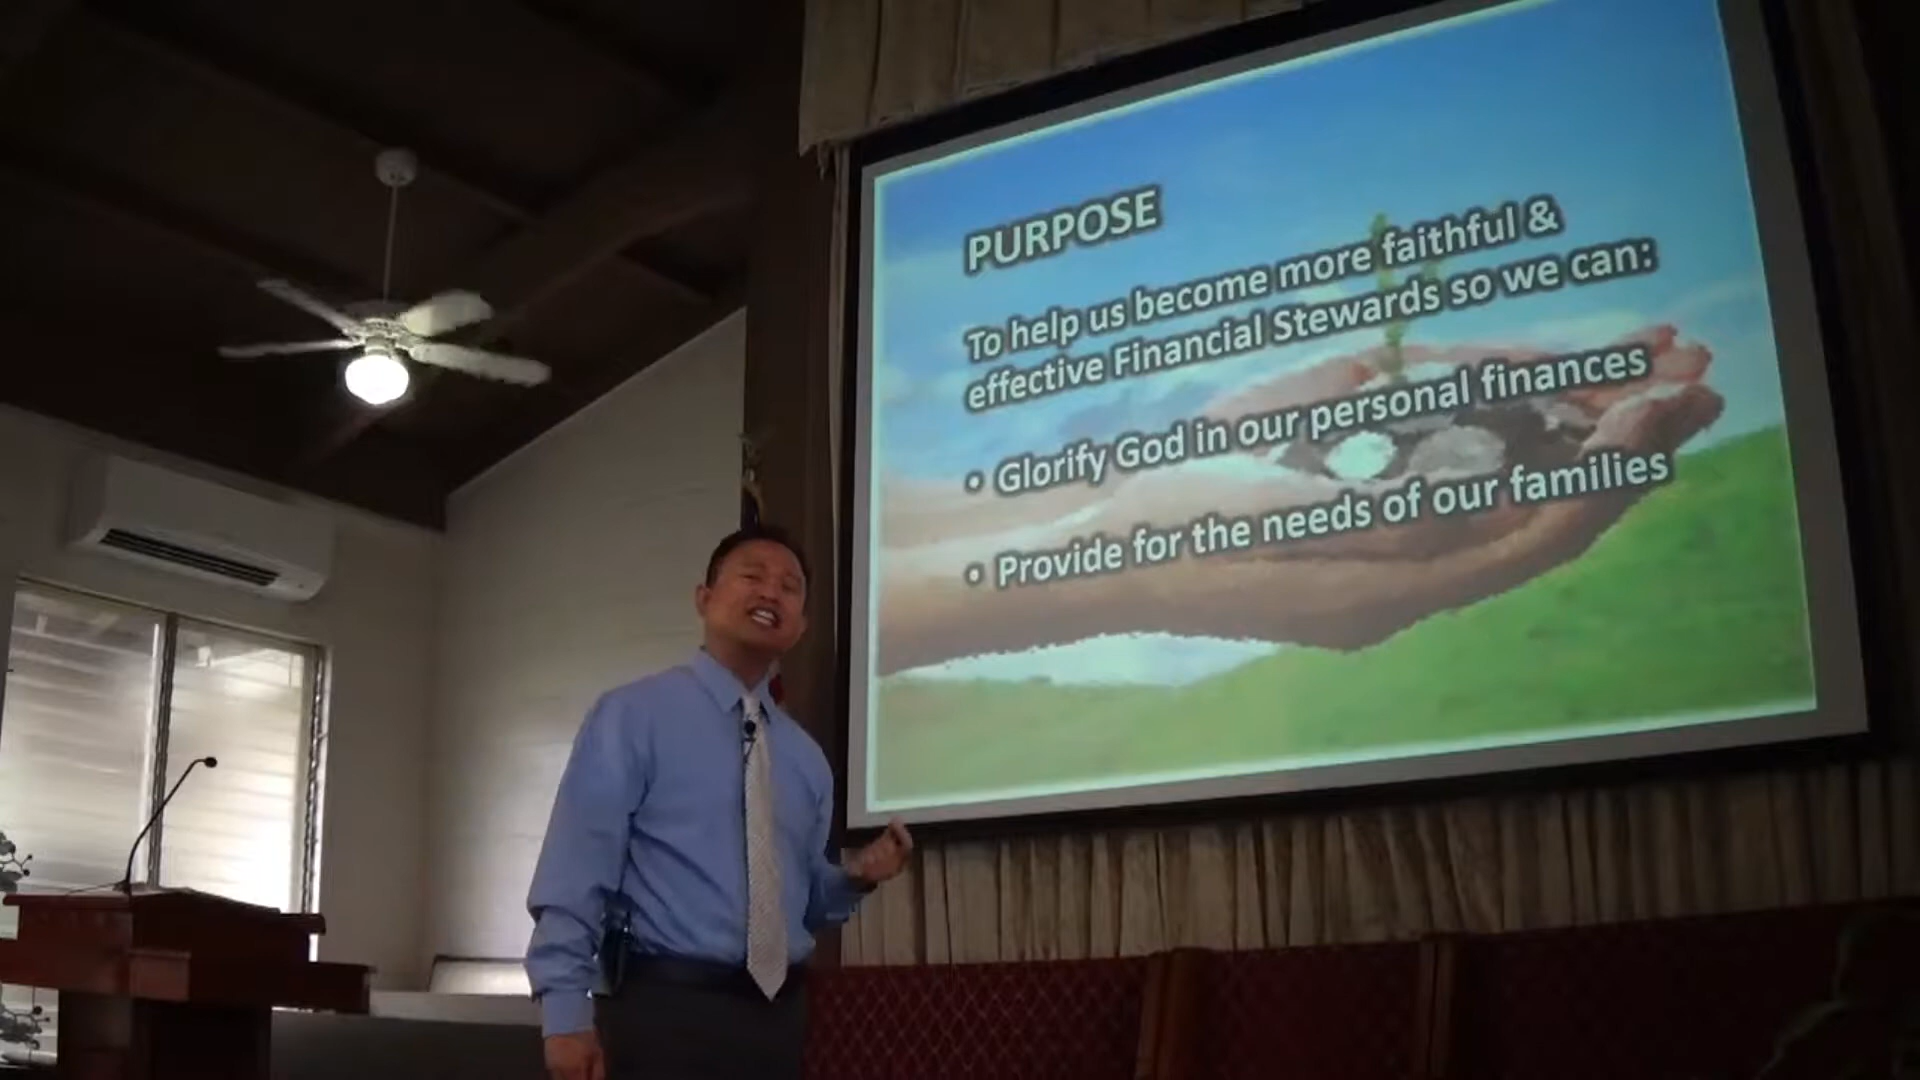 PURPOSE
To help us become more faithful &
effective Financial Stewards so we can:
• Glorify God in our personal finances
• Provide for the needs of our families